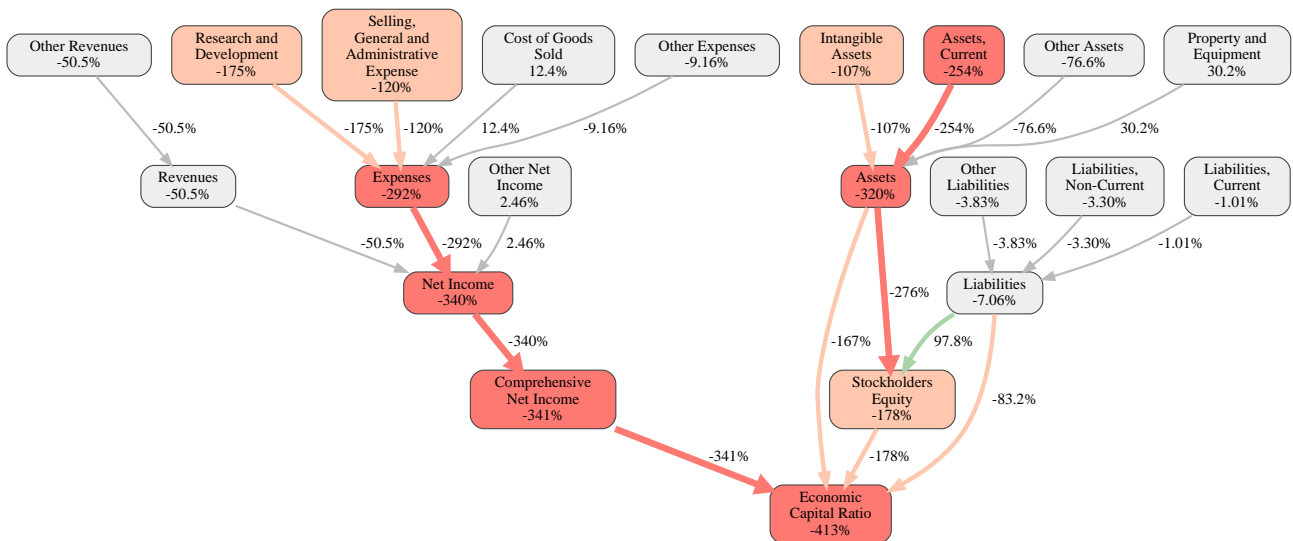 Other Revenues
-50.5%
Research and
Development
-175%
Selling,
General and
Administrative
Expense
-120%
Cost of Goods
Sold
12.4%
Other Expenses
-9.16%
Intangible
Assets
-107%
Assets,
Current
-254%
Other Assets
-76.6%
Property and
Equipment
30.2%
-50.5%
-175%
-120%
12.4%
-9.16%
-107%
-254%
-76.6%
30.2%
Revenues
-50.5%
Expenses
-292%
Other Net
Income
2.46%
Assets
-320%
Other
Liabilities
-3.83%
Liabilities,
Non-Current
-3.30%
Liabilities,
Current
-1.01%
-50.5%
-292%
2.46%
-3.83%
-3.30%
-1.01%
Net Income
-340%
-276%
Liabilities
-7.06%
-340%
-167%
97.8%
Comprehensive
Net Income
-341%
Stockholders
Equity
-178%
-83.2%
-341%
-178%
Economic
Capital Ratio
-413%